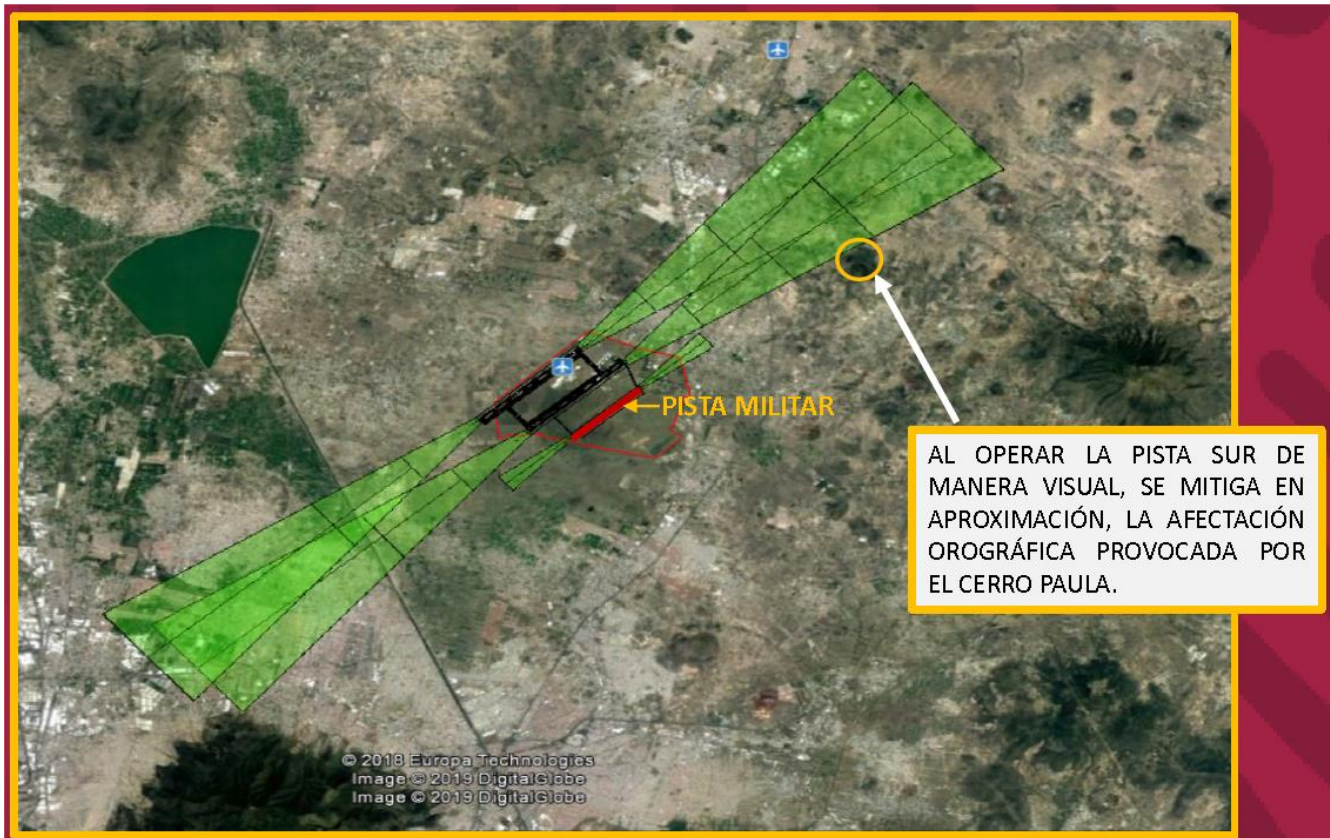 PISTA MILITAR
AL OPERAR LA PISTA SUR DE
MANERA VISUAL, SE MITIGA EN
APROXIMACIÓN, LA AFECTACIÓN
OROGRÁFICA PROVOCADA POR
EL CERRO PAULA.
© 2018 Europa Technologies
Image © 2019 DigitalGlobe
Image © 2019 DigitalGlobe